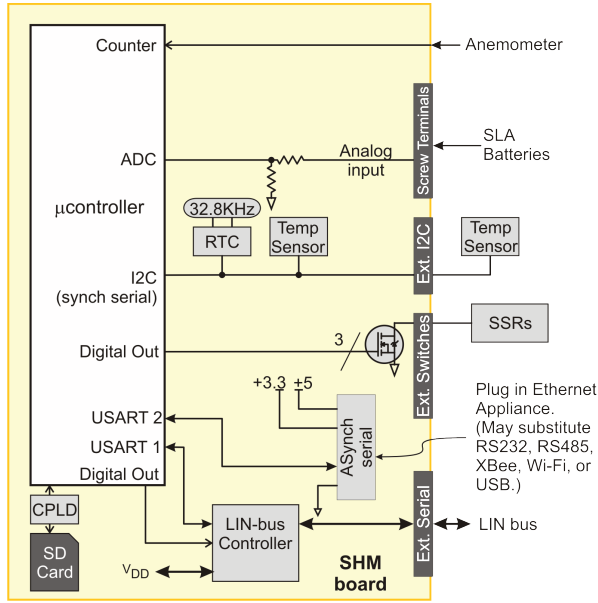 Counter
Anemometer
ADC
Analog
input
Screw Terminals
SLA
Batteries
µcontroller
32.8KHz
RTC
Temp
Sensor
Ext. I2C
Temp
Sensor
I2C
(synch serial)
Digital Out
3
Ext. Switches
SSRs
+3.3
+5
USART 2
ASynch
serial
Plug in Ethernet
Appliance.
(May substitute
RS232, RS485,
XBee, Wi-Fi, or
USB.)
USART 1
Digital Out
CPLD
SD
Card
LIN-bus
Controller
Ext. Serial
LIN bus
VDD
SHM
board